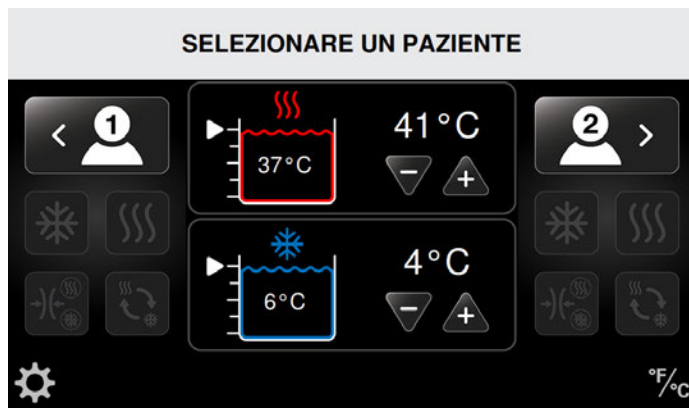 SELEZIONARE UN PAZIENTE
< 1
41°C
37°C
2 >
4°C
6°C
°F/°C